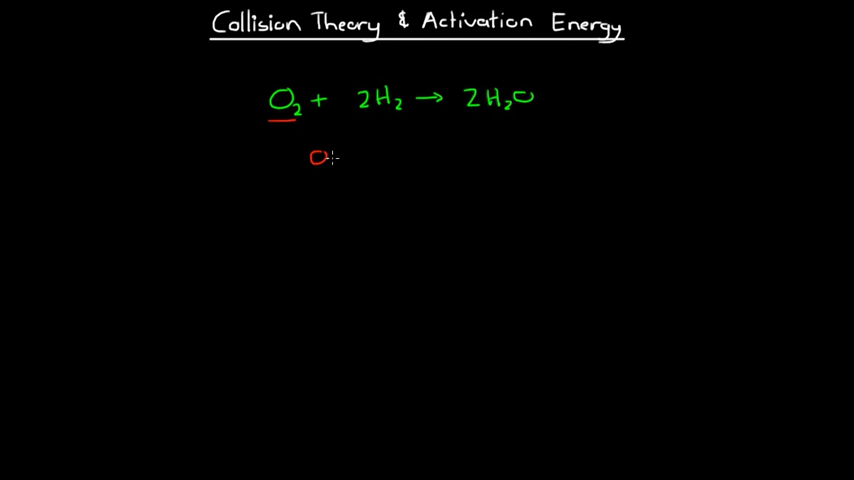 Collision Theory & Activation Energy
O₂ + 2H₂ → 2H₂O
O